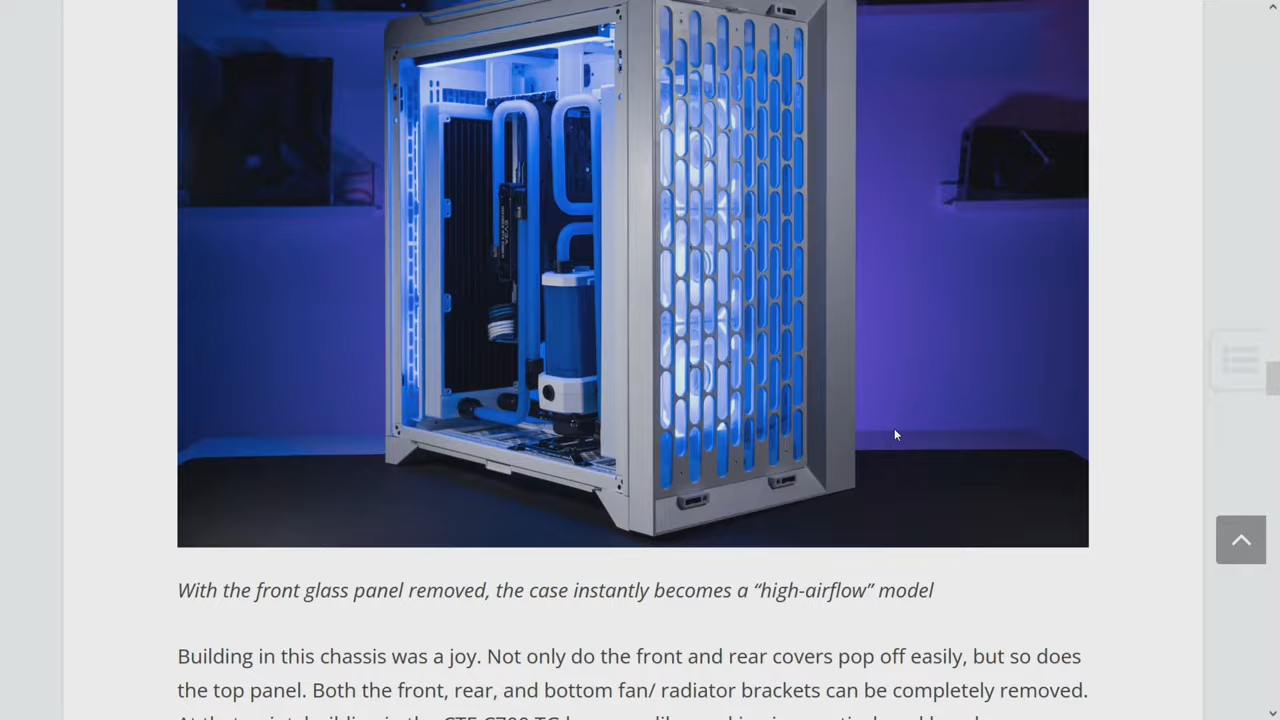 With the front glass panel removed, the case instantly becomes a “high-airflow” model
Building in this chassis was a joy. Not only do the front and rear covers pop off easily, but so does
the top panel. Both the front, rear, and bottom fan/ radiator brackets can be completely removed.